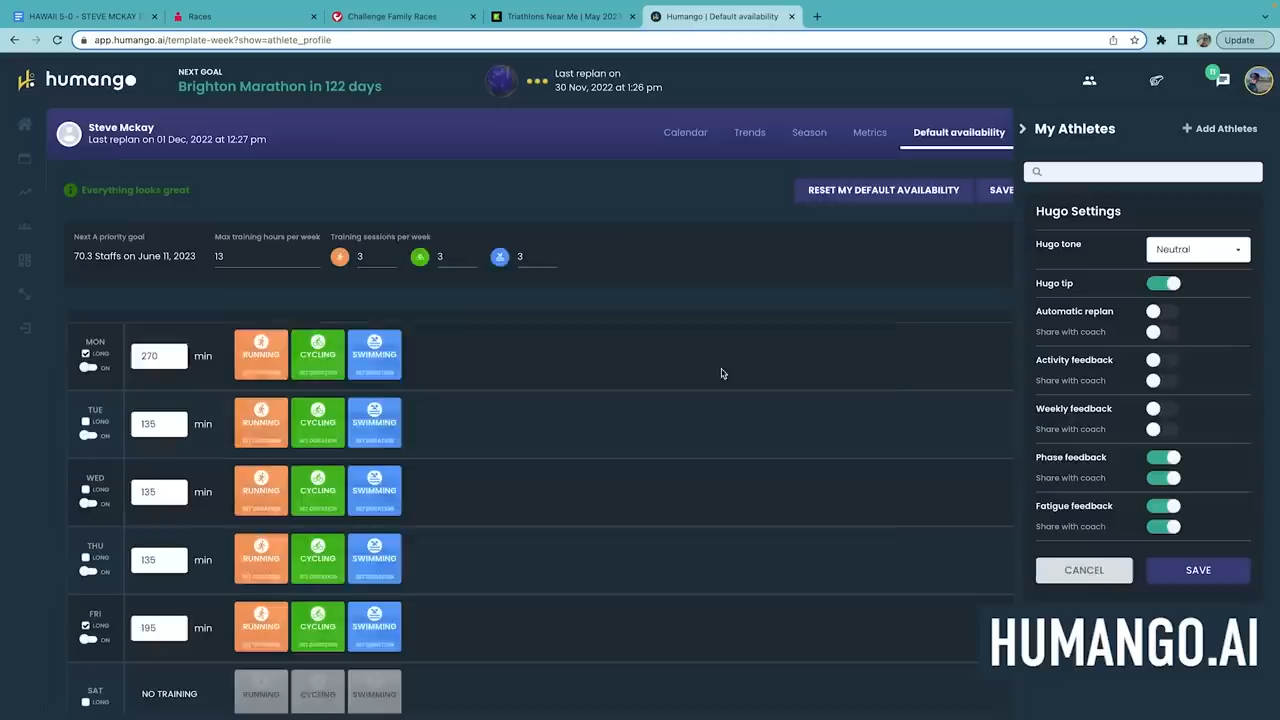 HAWAII 5-0 - STEVE MCKAY
Races
Challenge Family Races
Triathlons Near Me | May 2023
Humango | Default availability
app.humango.ai/template-week?show=athlete_profile
Update
humango
NEXT GOAL
Brighton Marathon in 122 days
Last replan on
30 Nov, 2022 at 1:26 pm
11
Steve Mckay
Last replan on 01 Dec, 2022 at 12:27 pm
Calendar
Trends
Season
Metrics
Default availability
My Athletes
+ Add Athletes
Everything looks great
RESET MY DEFAULT AVAILABILITY
SAVE
Next A priority goal
70.3 Staffs on June 11, 2023
Max training hours per week
13
Training sessions per week
3
3
3
MON
LONG
ON
270 min
RUNNING
CYCLING
SWIMMING
TUE
LONG
ON
135 min
RUNNING
CYCLING
SWIMMING
WED
LONG
ON
135 min
RUNNING
CYCLING
SWIMMING
THU
LONG
ON
135 min
RUNNING
CYCLING
SWIMMING
FRI
LONG
ON
195 min
RUNNING
CYCLING
SWIMMING
SAT
LONG
NO TRAINING
RUNNING
CYCLING
SWIMMING
Hugo Settings
Hugo tone
Neutral
Hugo tip
Automatic replan
Share with coach
Activity feedback
Share with coach
Weekly feedback
Share with coach
Phase feedback
Share with coach
Fatigue feedback
Share with coach
CANCEL
SAVE
HUMANGO.AI